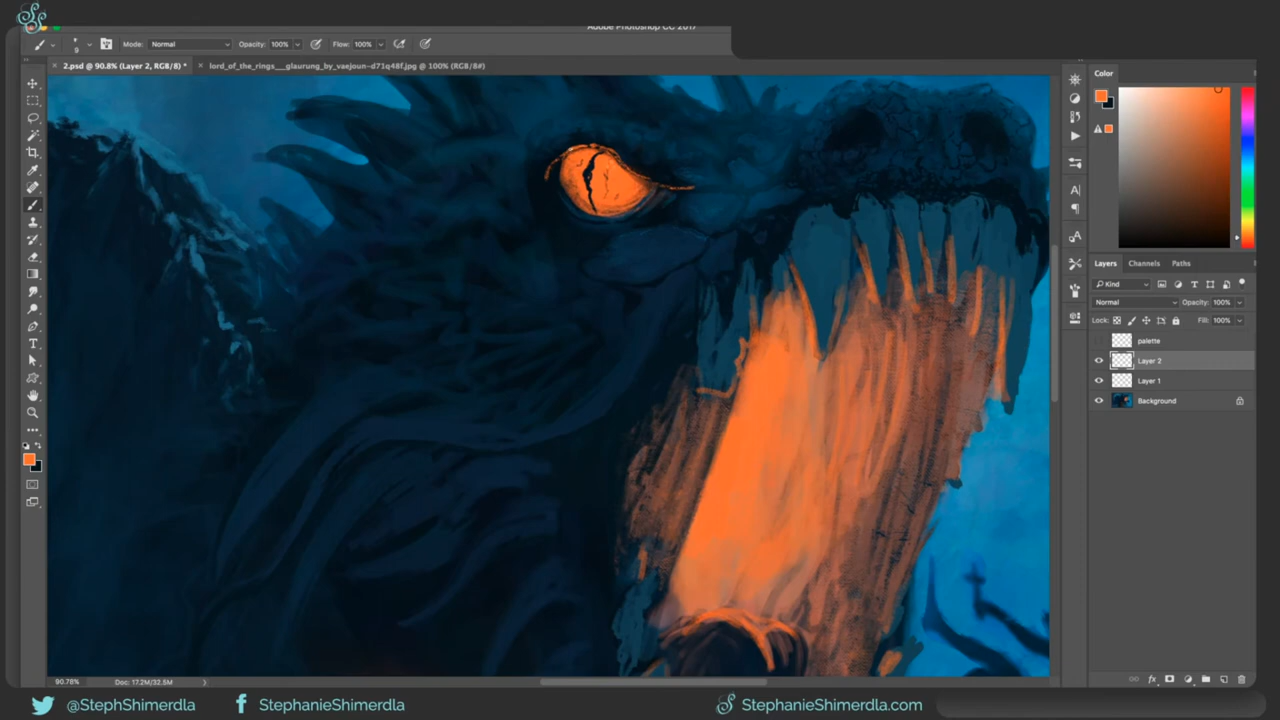 Adobe Photoshop CC 2017
9
Mode: Normal Opacity: 100% Flow: 100%
2.psd @ 90.8% (Layer 2, RGB/8) *
lord_of_the_rings__glaurung_by_vaejoun-d71q48f.jpg @ 100% (RGB/8#)
Color
Layers Channels Paths
Kind
Normal Opacity: 100%
Lock: Fill: 100%
palette
Layer 2
Layer 1
Background
90.78% Doc: 17.2M/32.5M
@StephShimerdla
StephanieShimerdla
StephanieShimerdla.com